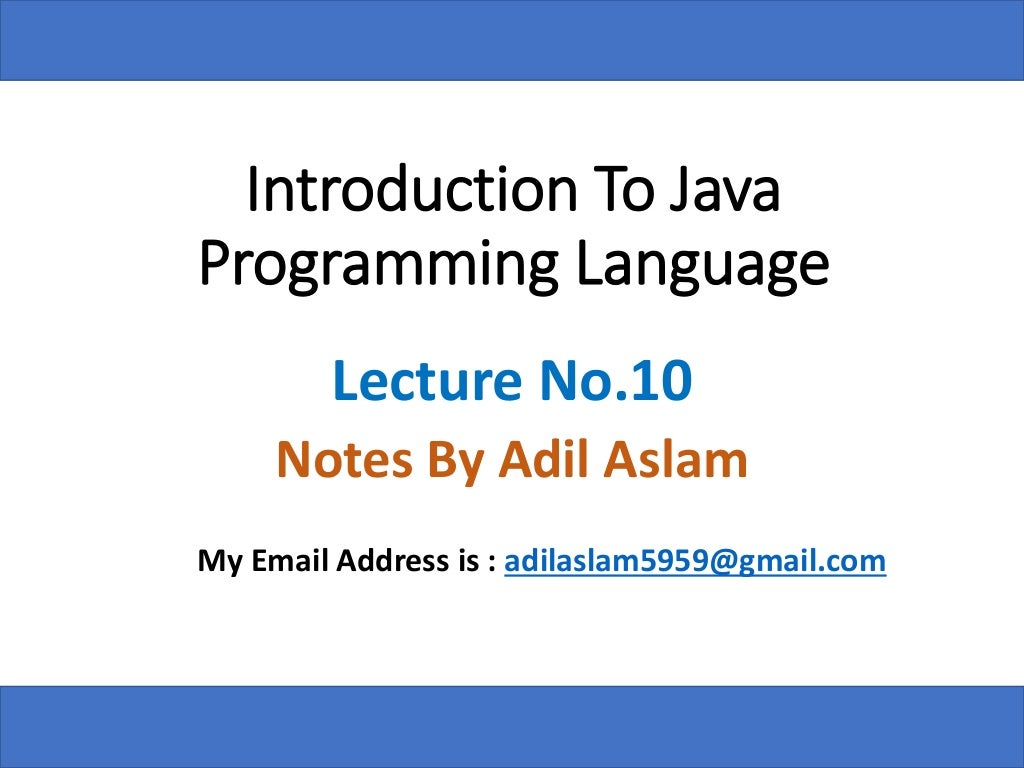 Introduction To Java
Programming Language
Lecture No.10
Notes By Adil Aslam
My Email Address is : adilaslam5959@gmail.com